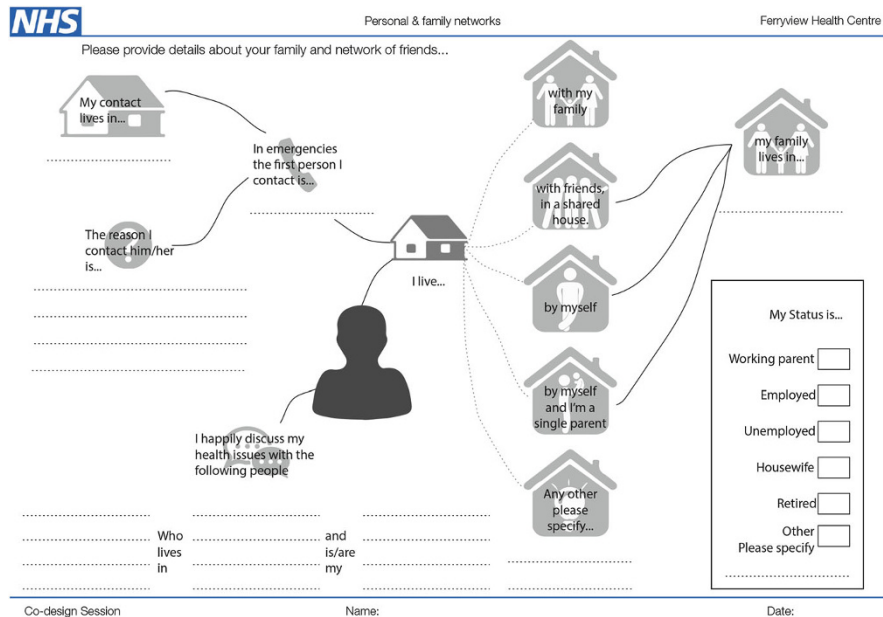 NHS
Personal & family networks
Ferryview Health Centre
Please provide details about your family and network of friends...
My contact
lives in...
In emergencies
the first person I
contact is...
The reason I
contact him/her
is...
I live...
with my
family
with friends,
in a shared
house.
by myself
by myself
and I'm a
single parent
Any other
please
specify...
my family
lives in...
My Status is...
Working parent
Employed
Unemployed
Housewife
Retired
Other
Please specify
I happily discuss my
health issues with the
following people
Who
lives
in
and
is/are
my
Co-design Session
Name:
Date: